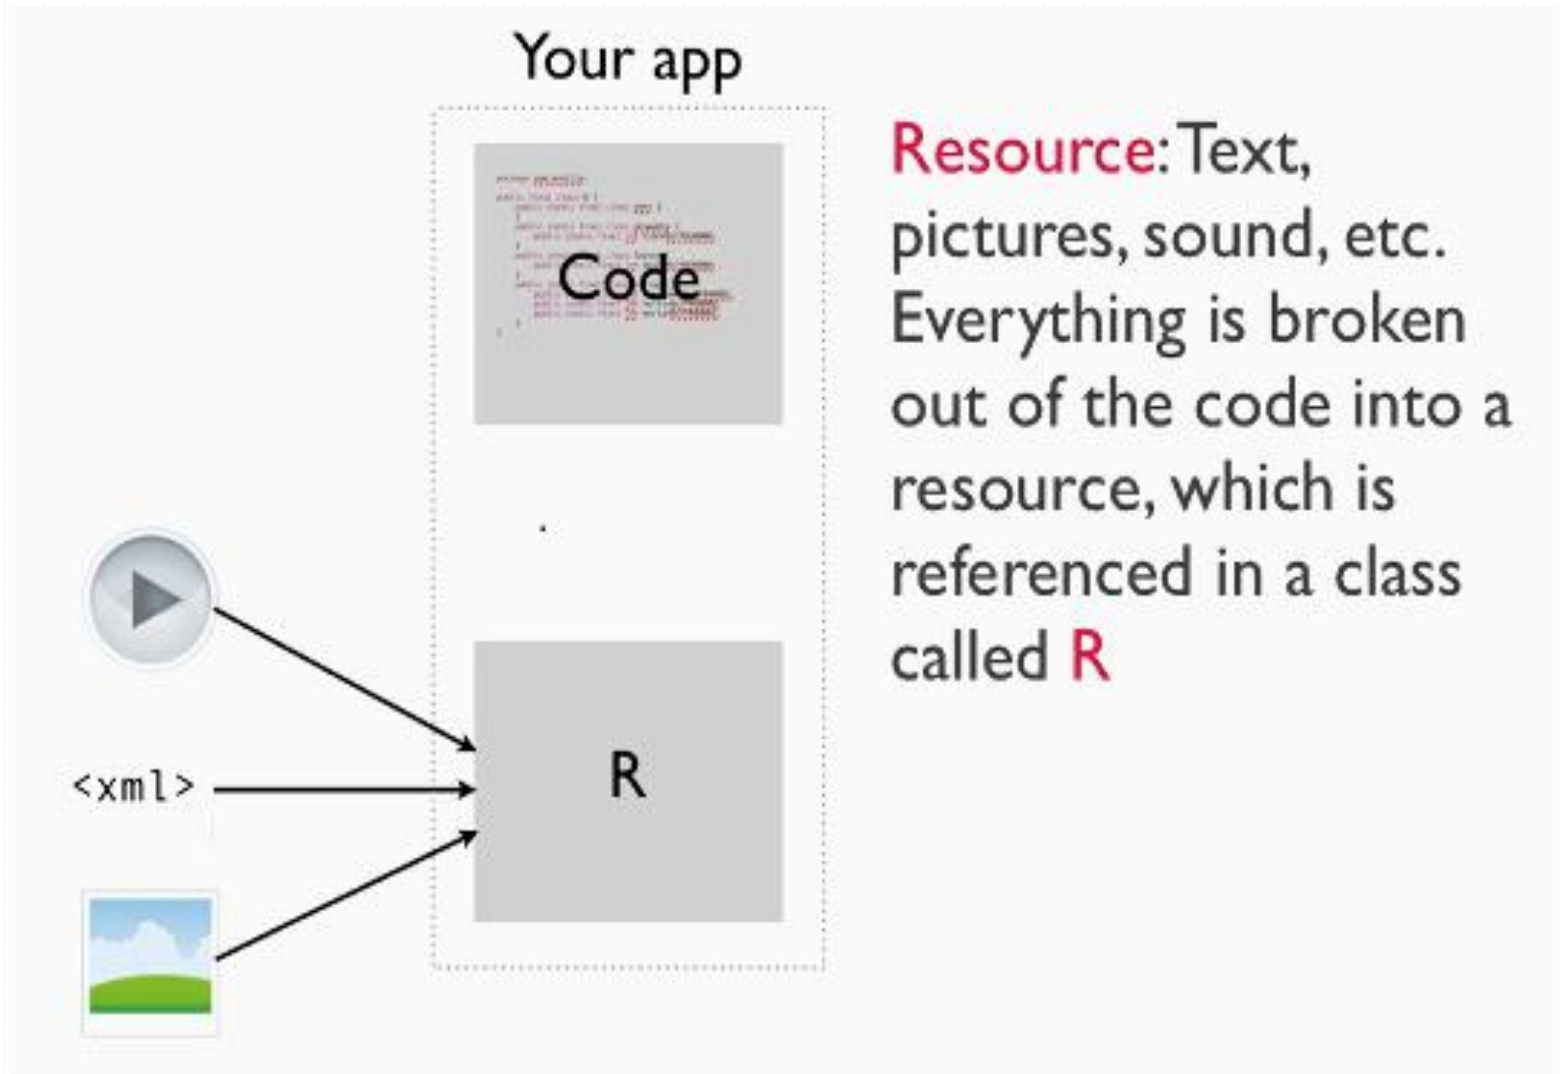 Your app
Code
R
<xml>
Resource: Text,
pictures, sound, etc.
Everything is broken
out of the code into a
resource, which is
referenced in a class
called R